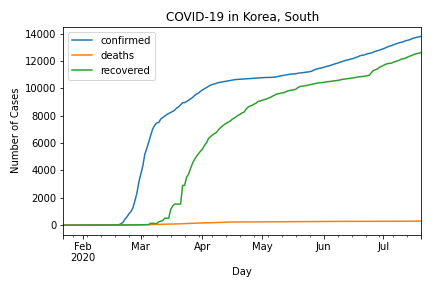 COVID-19 in Korea, South
confirmed
deaths
recovered
Number of Cases
14000
12000
10000
8000
6000
4000
2000
0
Feb
2020
Mar
Apr
May
Jun
Jul
Day